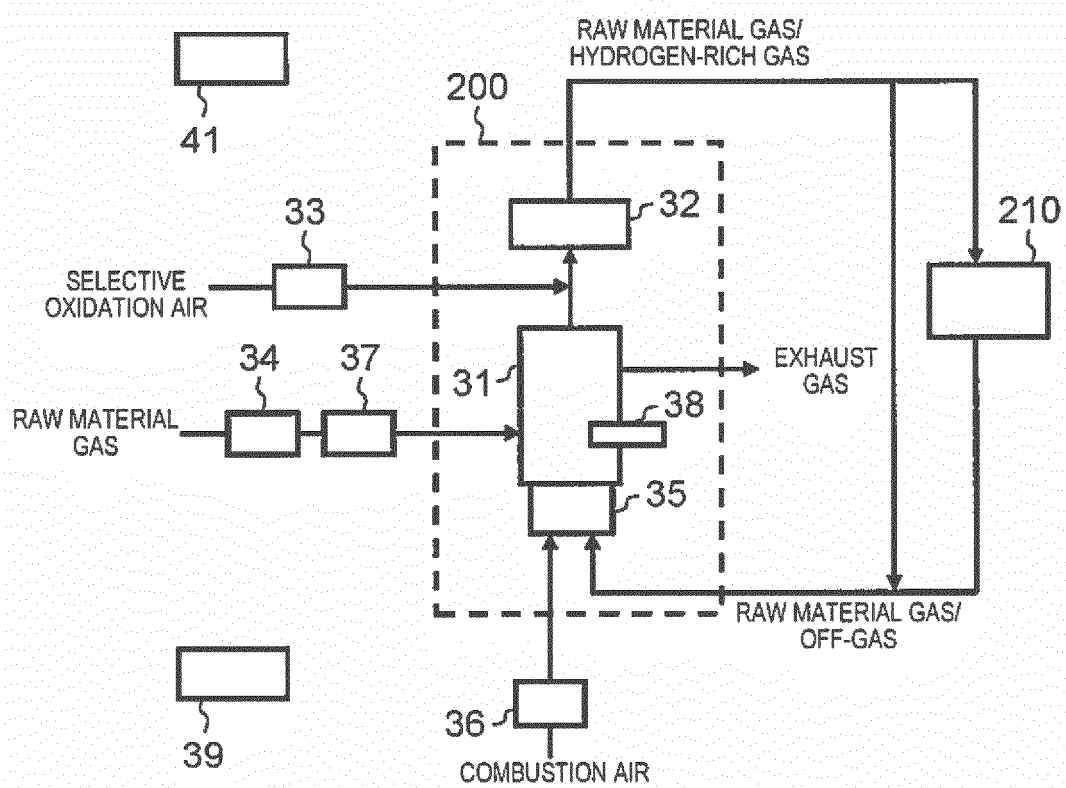 RAW MATERIAL GAS/
HYDROGEN-RICH GAS
200
41
32
33
210
SELECTIVE
OXIDATION AIR
31
EXHAUST
GAS
34
37
38
RAW MATERIAL
GAS
35
RAW MATERIAL GAS/
OFF-GAS
36
39
COMBUSTION AIR